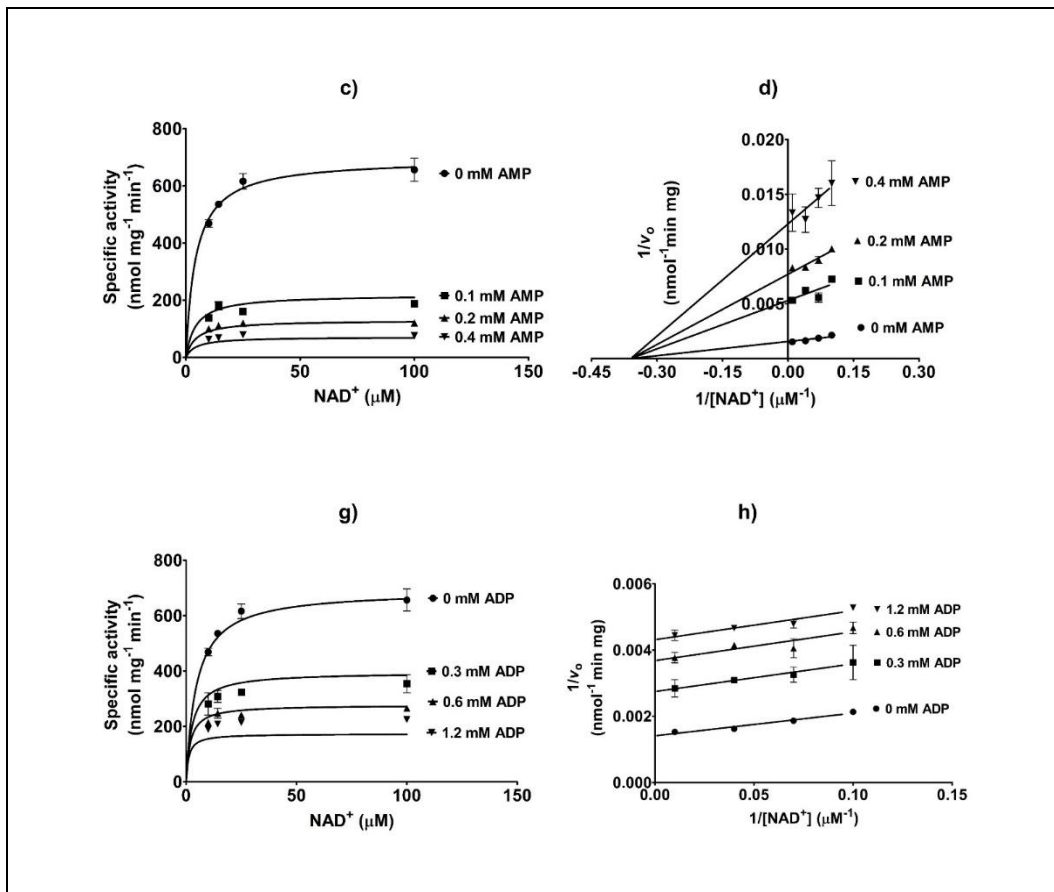 c)
Specific activity
(nmol mg⁻¹ min⁻¹)
800
600
400
200
0
0
50
100
150
NAD⁺ (μM)
0 mM AMP
0.1 mM AMP
0.2 mM AMP
0.4 mM AMP
d)
1/vₒ
(nmol⁻¹min mg)
0.020
0.015
0.010
0.005
-0.45
-0.30
-0.15
0.00
0.15
0.30
1/[NAD⁺] (μM⁻¹)
0.4 mM AMP
0.2 mM AMP
0.1 mM AMP
0 mM AMP
g)
Specific activity
(nmol mg⁻¹ min⁻¹)
800
600
400
200
0
0
50
100
150
NAD⁺ (μM)
0 mM ADP
0.3 mM ADP
0.6 mM ADP
1.2 mM ADP
h)
1/vₒ
(nmol⁻¹ min mg)
0.006
0.004
0.002
0.000
0.00
0.05
0.10
0.15
1/[NAD⁺] (μM⁻¹)
1.2 mM ADP
0.6 mM ADP
0.3 mM ADP
0 mM ADP